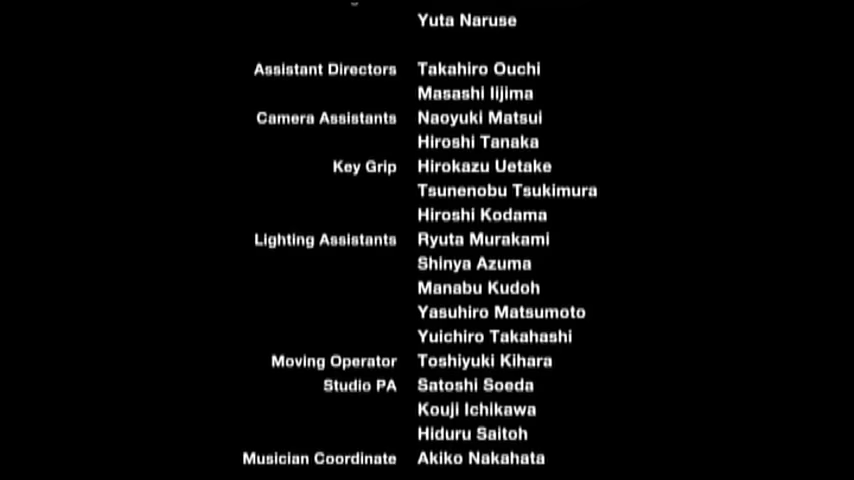 Yuta Naruse
Assistant Directors Takahiro Ouchi
Masashi Iijima
Camera Assistants Naoyuki Matsui
Hiroshi Tanaka
Key Grip Hirokazu Uetake
Tsunenobu Tsukimura
Hiroshi Kodama
Lighting Assistants Ryuta Murakami
Shinya Azuma
Manabu Kudoh
Yasuhiro Matsumoto
Yuichiro Takahashi
Moving Operator Toshiyuki Kihara
Studio PA Satoshi Soeda
Kouji Ichikawa
Hiduru Saitoh
Musician Coordinate Akiko Nakahata